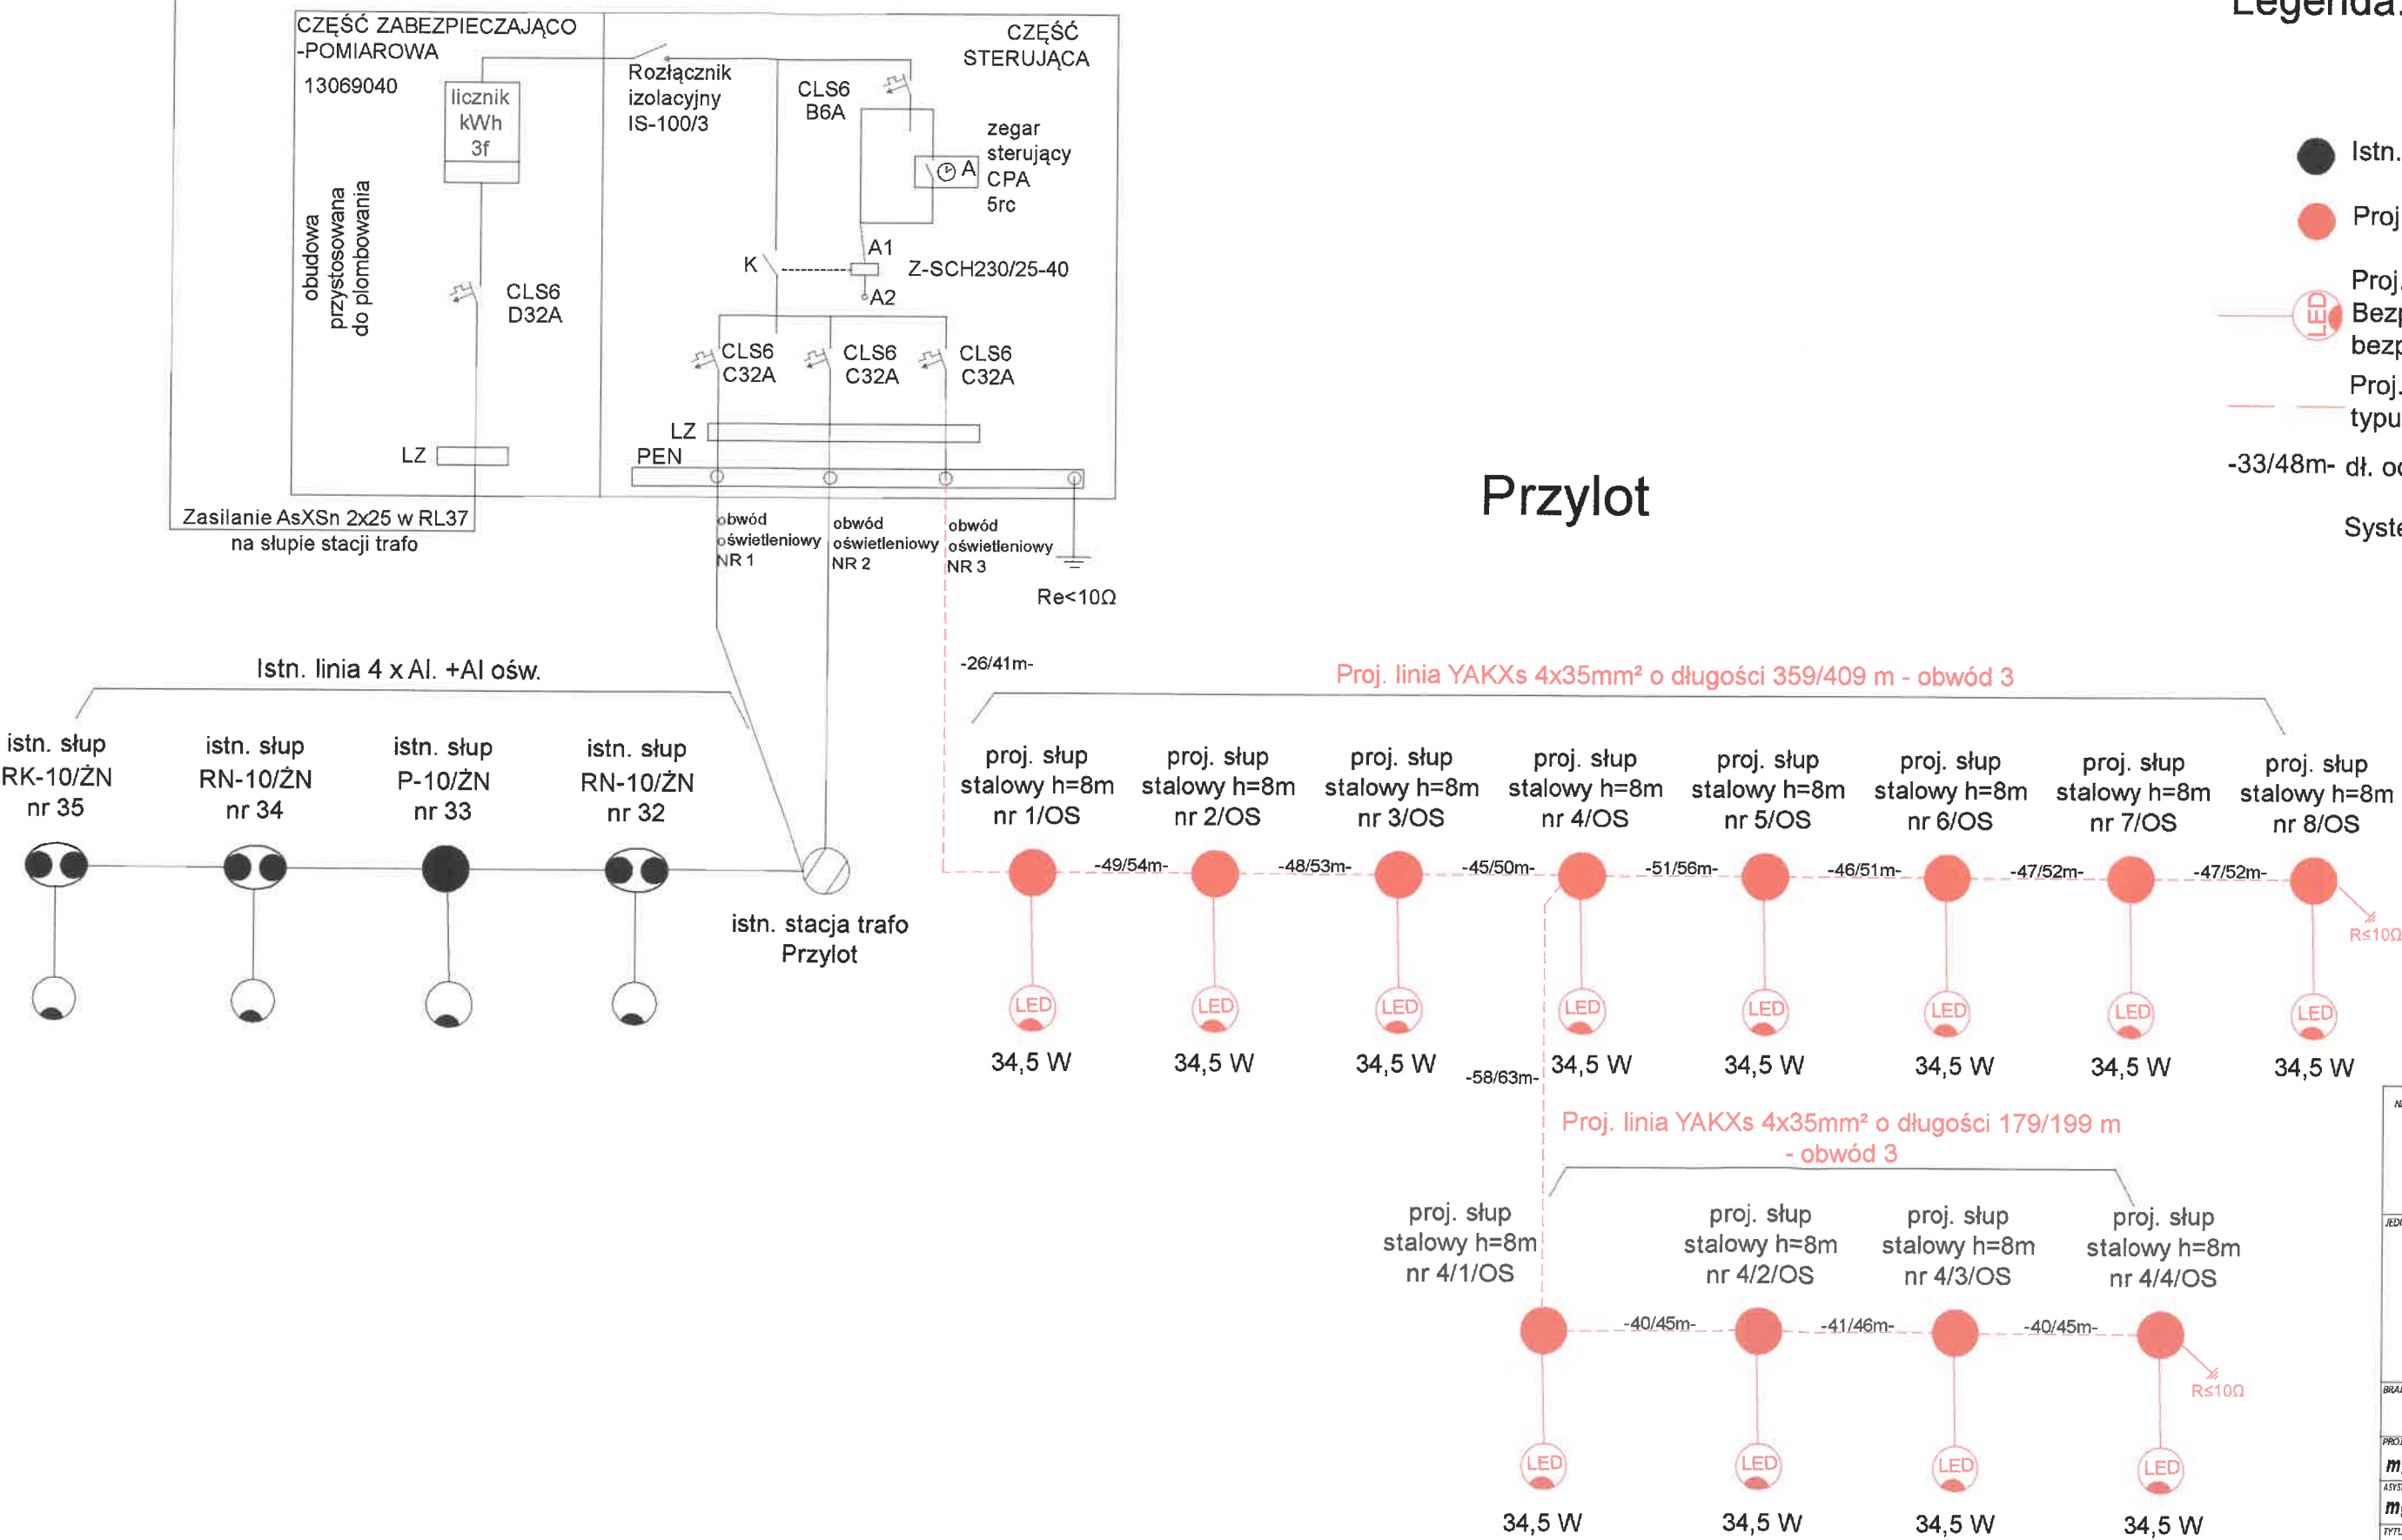 CZĘŚĆ ZABEZPIECZAJĄCO
-POMIAROWA
13069040
licznik
kWh
3f
obudowa
przystosowana
do plombowania
CLS6
D32A
LZ
Zasilanie AsXSn 2x25 w RL37
na słupie stacji trafo
CZĘŚĆ
STERUJĄCA
Rozłącznik
izolacyjny
IS-100/3
CLS6
B6A
zegar
sterujący
CPA
5rc
A
A1
K
Z-SCH230/25-40
A2
CLS6
C32A
CLS6
C32A
CLS6
C32A
LZ
PEN
obwód
oświetleniowy
NR 1
obwód
oświetleniowy
NR 2
obwód
oświetleniowy
NR 3
Re<10Ω
Przylot
Legenda:
Istn.
Proj
LED
Proj.
-33/48m- dł.
-26/41m-
Istn. linia 4 x Al. +Al ośw.
Proj. linia YAKXs 4x35mm² o długości 359/409 m - obwód 3
istn. słup
RK-10/ŻN
nr 35
istn. słup
RN-10/ŻN
nr 34
istn. słup
P-10/ŻN
nr 33
istn. słup
RN-10/ŻN
nr 32
istn. stacja trafo
Przylot
proj. słup
stalowy h=8m
nr 1/OS
proj. słup
stalowy h=8m
nr 2/OS
proj. słup
stalowy h=8m
nr 3/OS
proj. słup
stalowy h=8m
nr 4/OS
proj. słup
stalowy h=8m
nr 5/OS
proj. słup
stalowy h=8m
nr 6/OS
proj. słup
stalowy h=8m
nr 7/OS
proj. słup
stalowy h=8m
nr 8/OS
-49/54m- -48/53m- -45/50m- -51/56m- -46/51m- -47/52m- -47/52m-
R≤10Ω
LED LED LED LED LED LED LED LED
34,5 W 34,5 W 34,5 W 34,5 W 34,5 W 34,5 W 34,5 W 34,5 W
-58/63m-
Proj. linia YAKXs 4x35mm² o długości 179/199 m
- obwód 3
proj. słup
stalowy h=8m
nr 4/1/OS
proj. słup
stalowy h=8m
nr 4/2/OS
proj. słup
stalowy h=8m
nr 4/3/OS
proj. słup
stalowy h=8m
nr 4/4/OS
-40/45m- -41/46m- -40/45m-
R≤10Ω
LED LED LED LED
34,5 W 34,5 W 34,5 W 34,5 W